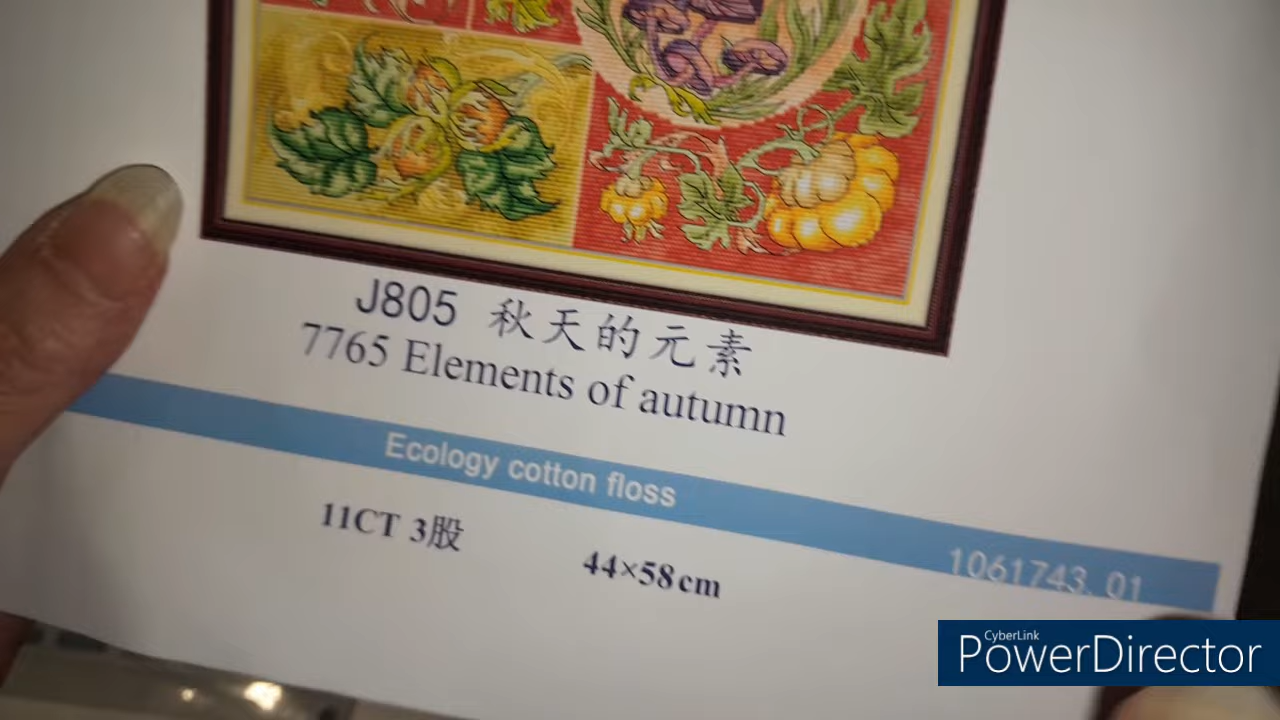 J805 秋天的元素
7765 Elements of autumn
Ecology cotton floss
1061743.01
11CT 3股
44×58cm
CyberLink
PowerDirector